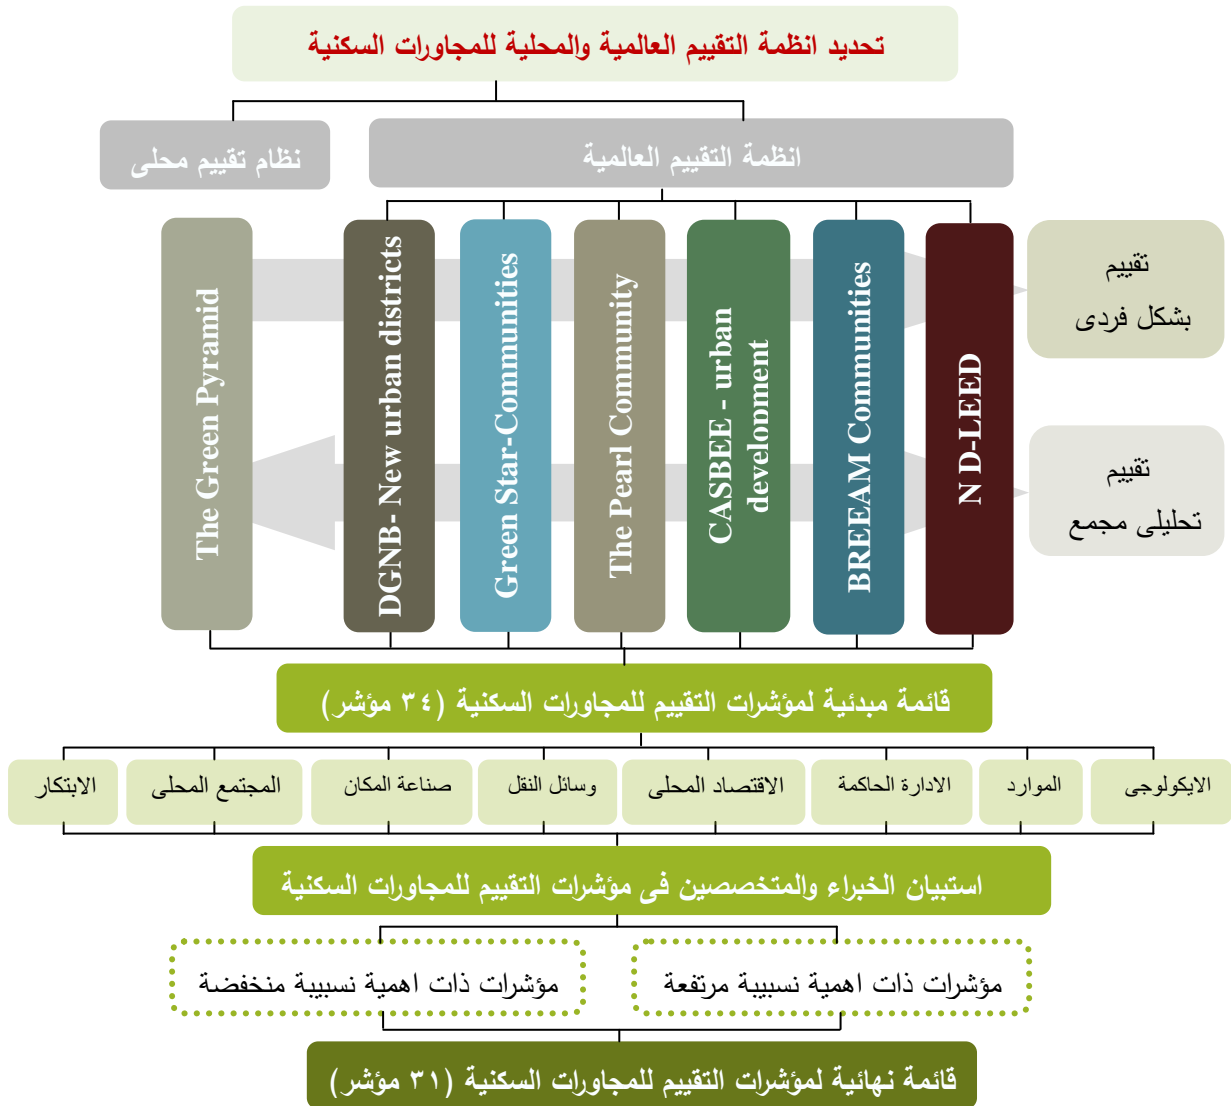 تحديد انظمة التقييم العالمية والمحلية للمجاورات السكنية
انظمة التقييم العالمية
نظام تقييم محلى
N D-LEED
BREEAM Communities
CASBEE - urban
development
The Pearl Community
Green Star-Communities
DGNB- New urban districts
The Green Pyramid
تقييم
بشكل فردى
تقييم
تحليلى مجمع
قائمة مبدئية لمؤشرات التقييم للمجاورات السكنية (٣٤ مؤشر)
الايكولوجى
الموارد
الادارة الحاكمة
الاقتصاد المحلى
وسائل النقل
صناعة المكان
المجتمع المحلى
الابتكار
استبيان الخبراء والمتخصصين فى مؤشرات التقييم للمجاورات السكنية
مؤشرات ذات اهمية نسبيبة مرتفعة
مؤشرات ذات اهمية نسبيبة منخفضة
قائمة نهائية لمؤشرات التقييم للمجاورات السكنية (٣١ مؤشر)